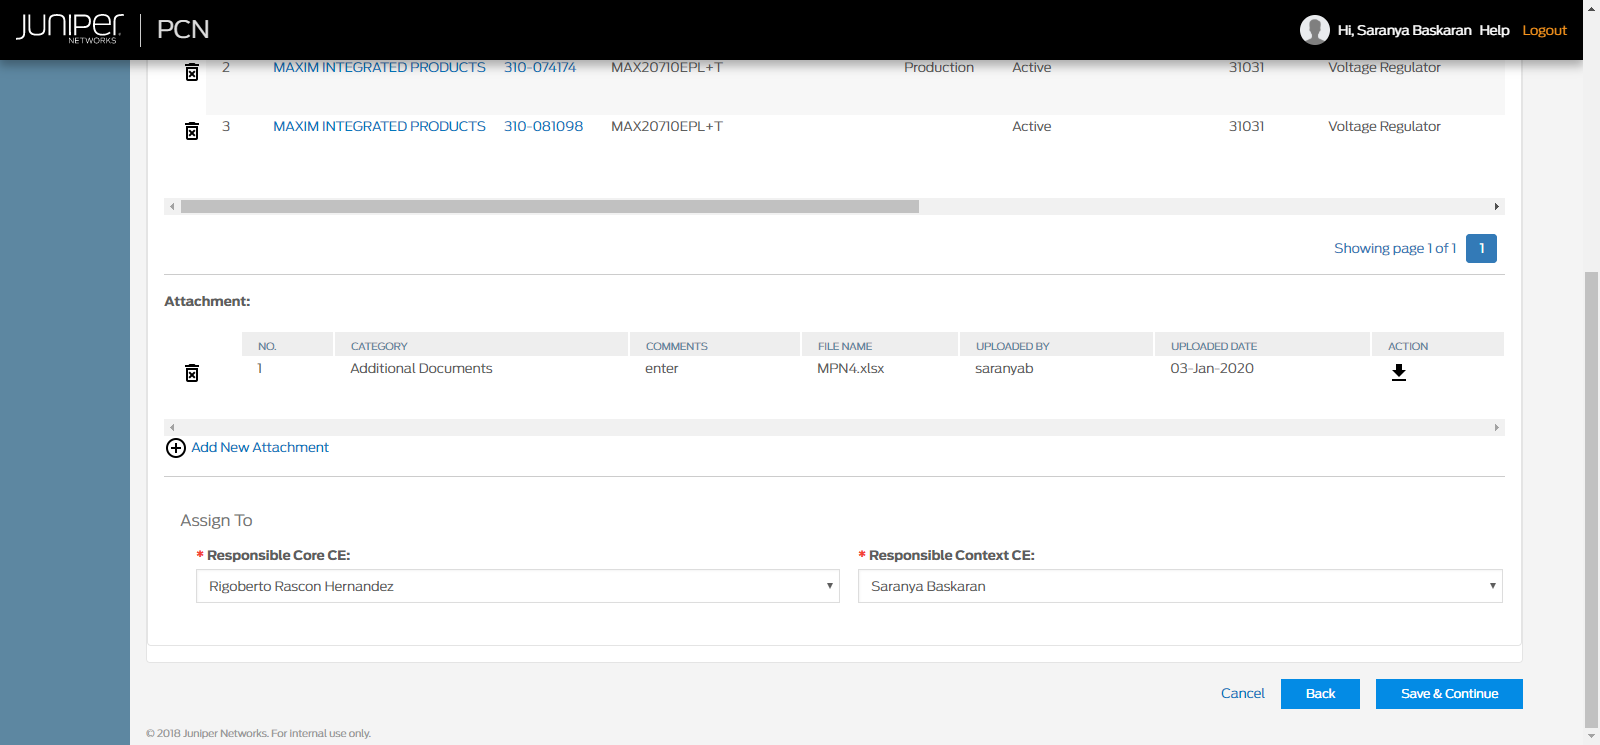 JUNIPER NETWORKS PCN Hi, Saranya Baskaran Help Logout
2 MAXIM INTEGRATED PRODUCTS 310-074174 MAX20710EPL+T Production Active 31031 Voltage Regulator
3 MAXIM INTEGRATED PRODUCTS 310-081098 MAX20710EPL+T Active 31031 Voltage Regulator
Showing page 1 of 1 1
Attachment:
NO. CATEGORY COMMENTS FILE NAME UPLOADED BY UPLOADED DATE ACTION
1 Additional Documents enter MPN4.xlsx saranyab 03-Jan-2020
Add New Attachment
Assign To
* Responsible Core CE: * Responsible Context CE:
Rigoberto Rascon Hernandez Saranya Baskaran
Cancel Back Save & Continue
© 2018 Juniper Networks. For internal use only.